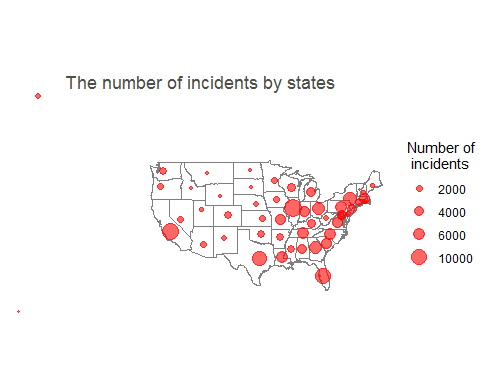 The number of incidents by states
Number of
incidents
2000
4000
6000
10000